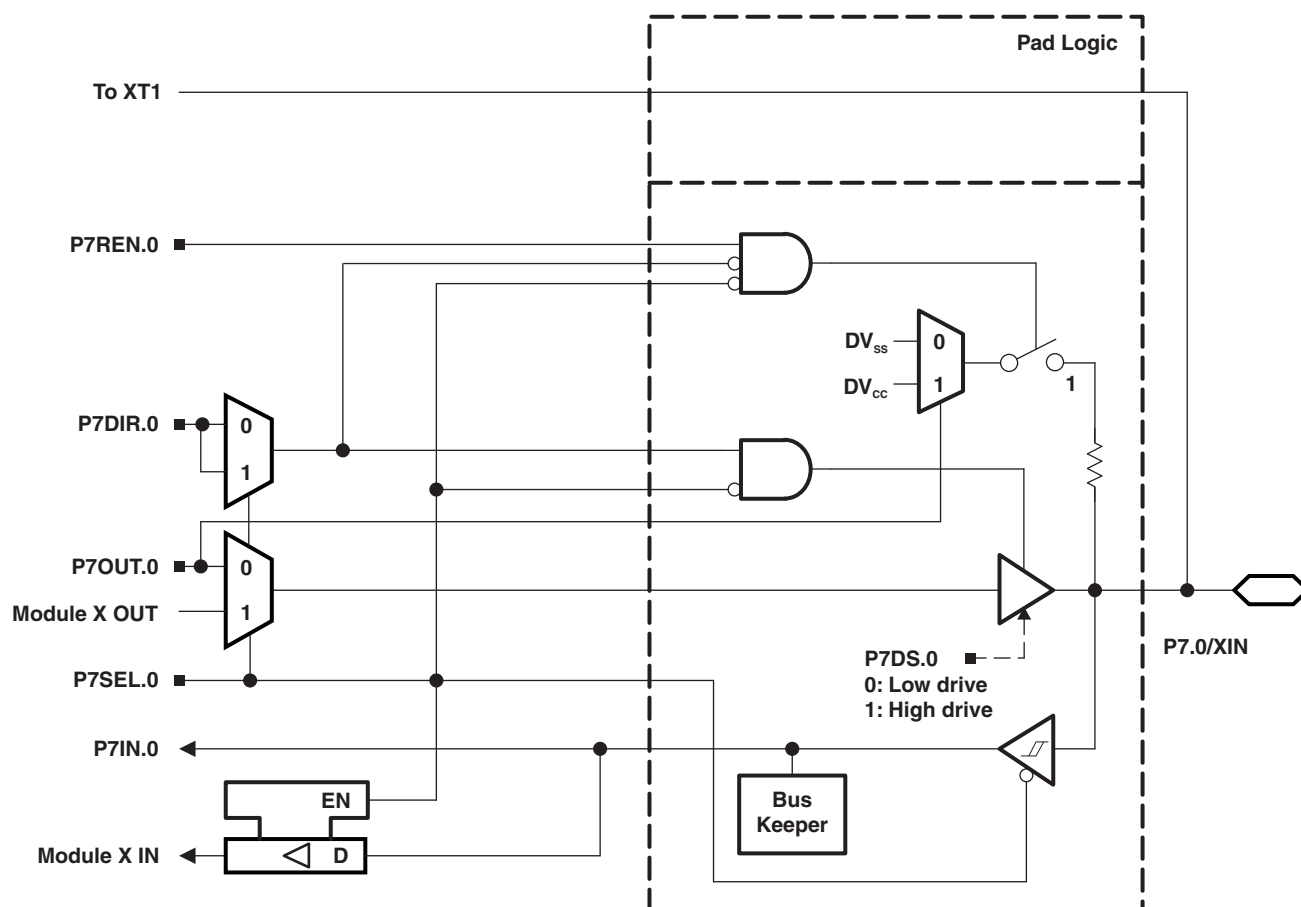 Pad Logic
To XT1
P7REN.0
DVSS
0
DVCC
1
1
P7DIR.0
0
1
P7OUT.0
0
Module X OUT
1
P7DS.0
0: Low drive
1: High drive
P7.0/XIN
P7SEL.0
P7IN.0
EN
Bus
Keeper
Module X IN
D